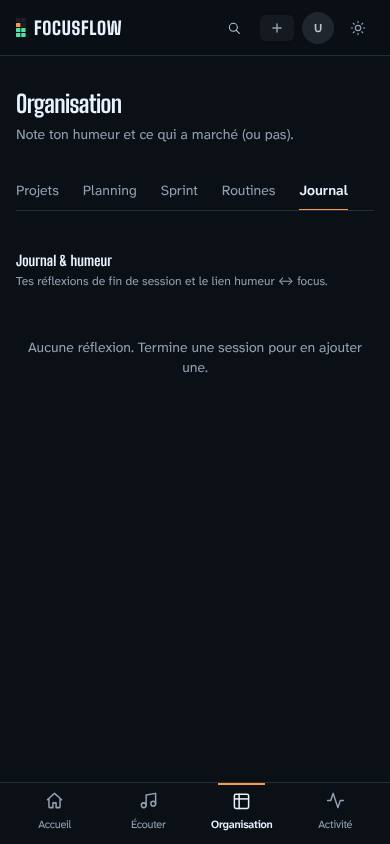 FOCUSFLOW
U
Organisation
Note ton humeur et ce qui a marché (ou pas).
Projets Planning Sprint Routines Journal
Journal & humeur
Tes réflexions de fin de session et le lien humeur ↔ focus.
Aucune réflexion. Termine une session pour en ajouter
une.
Accueil Écouter Organisation Activité